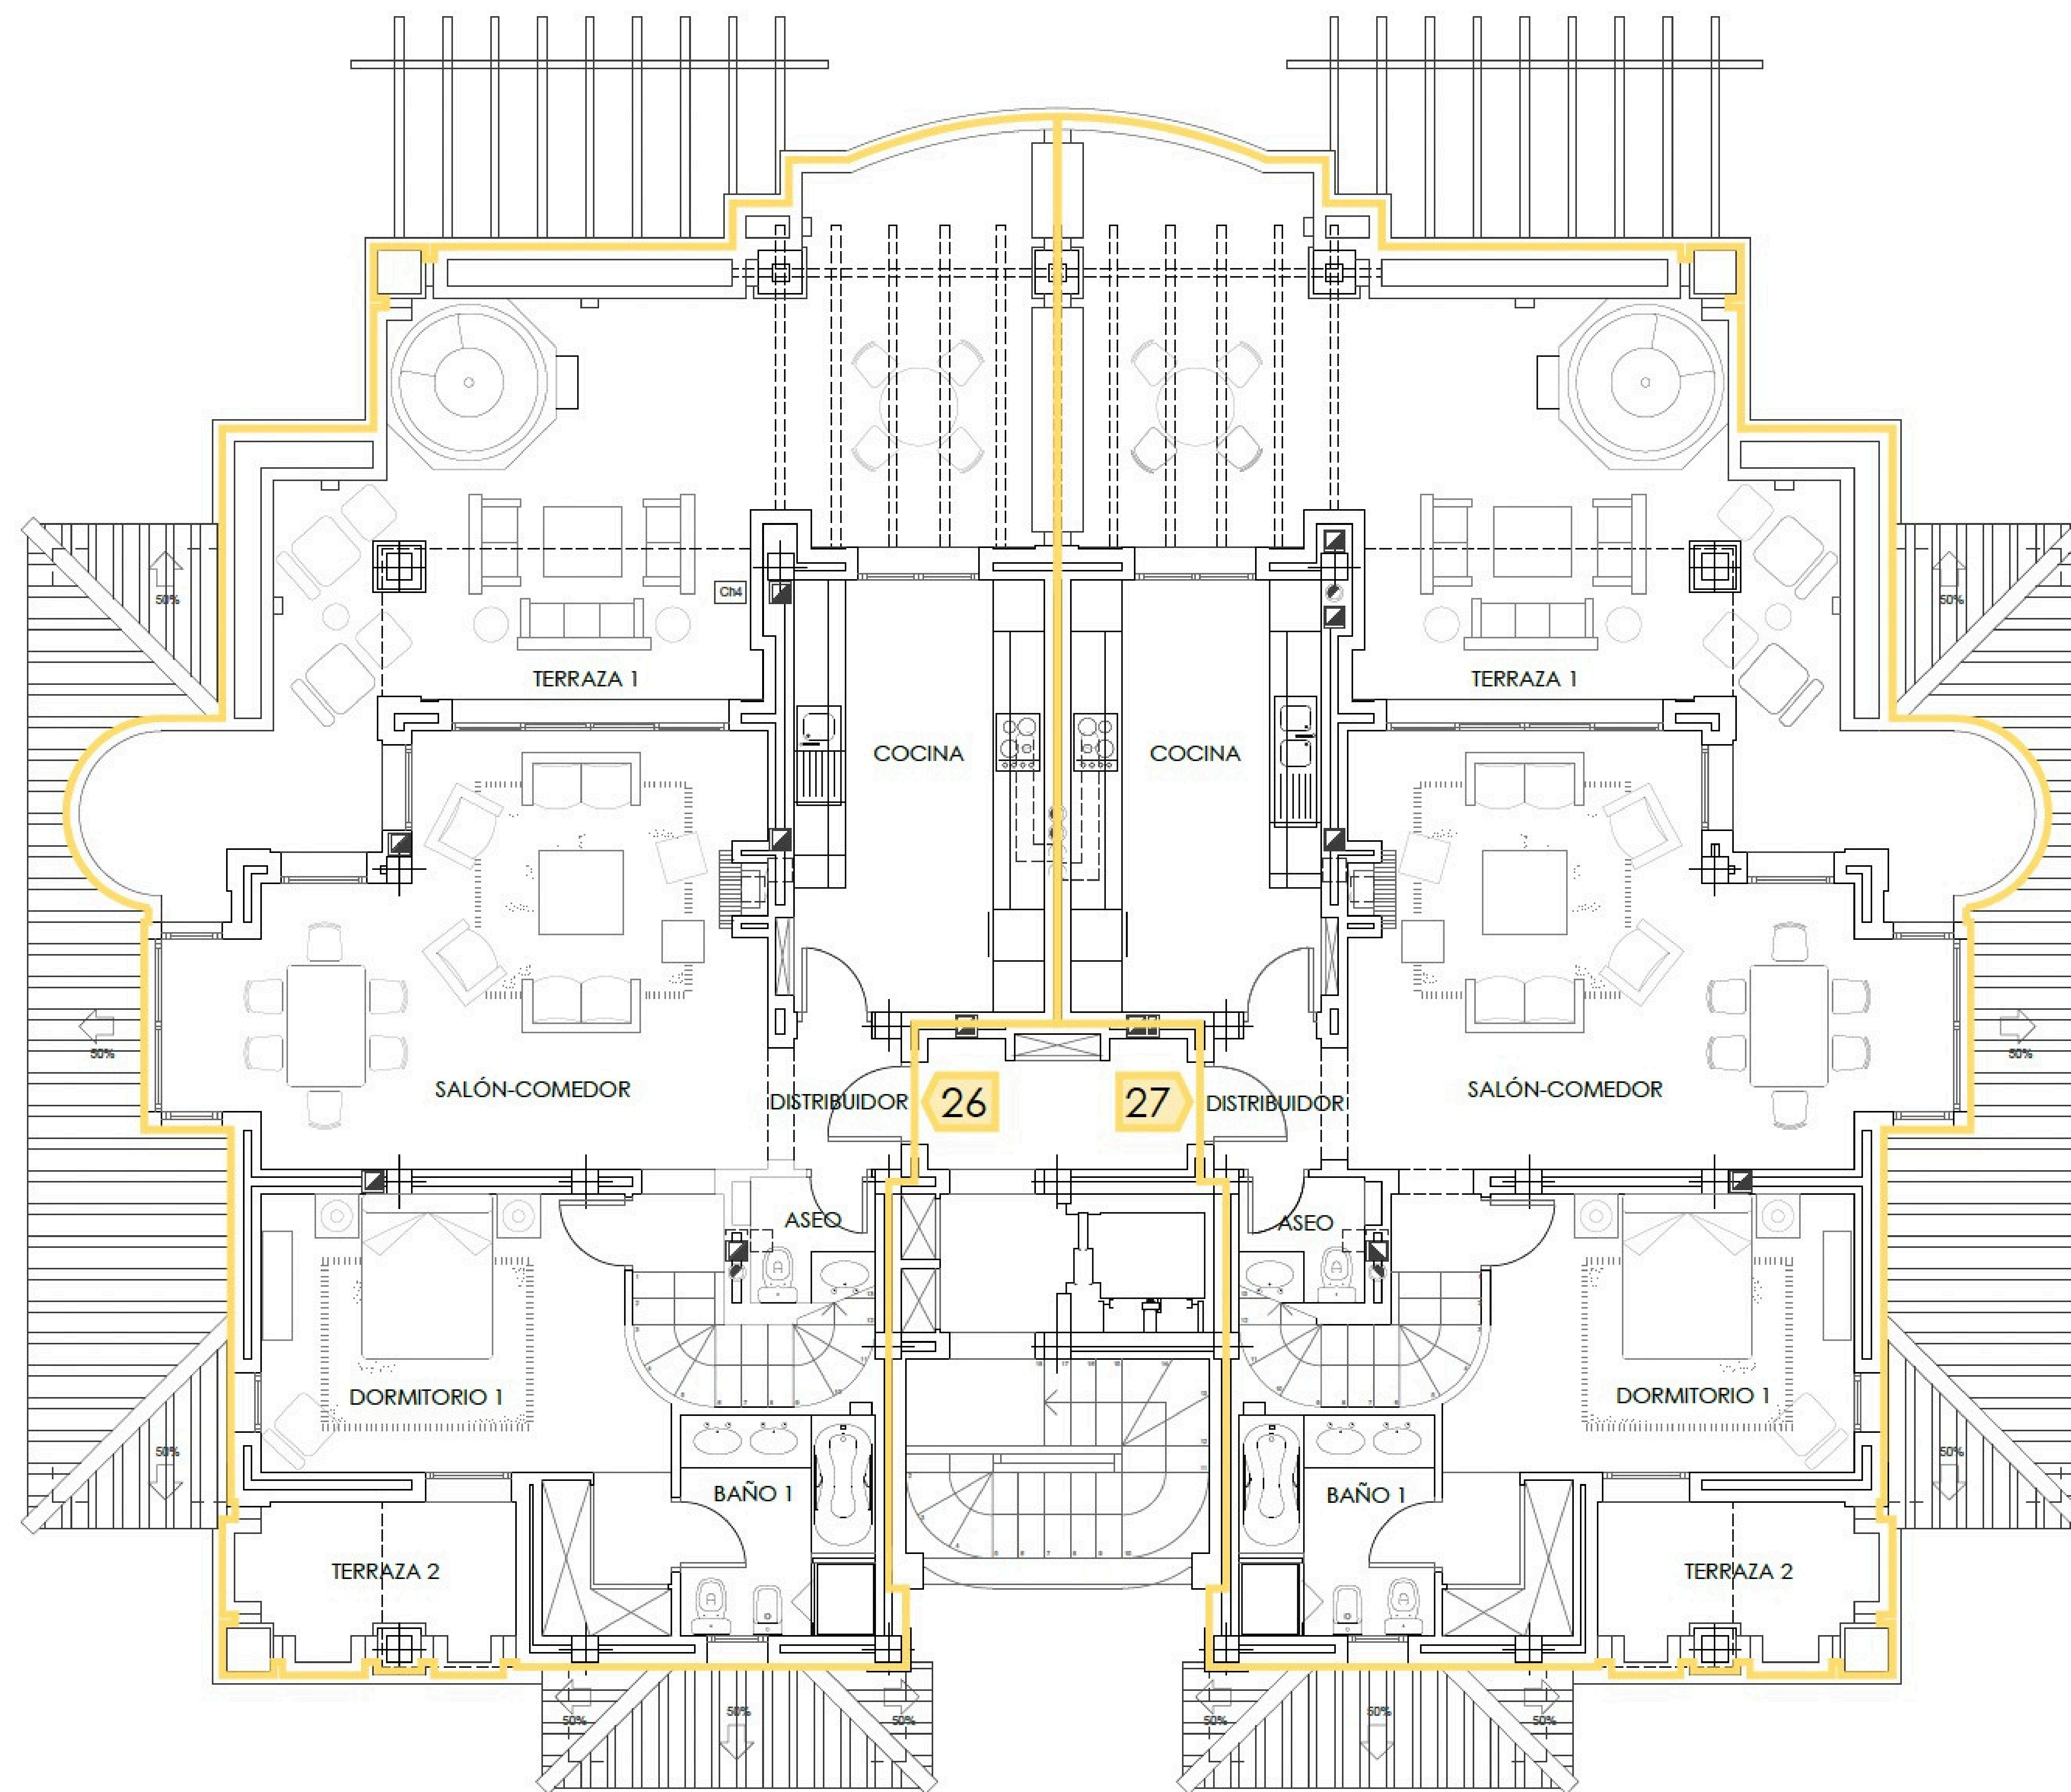 50%
50%
Ch4
TERRAZA 1
TERRAZA 1
COCINA
COCINA
50%
50%
SALÓN-COMEDOR
DISTRIBUIDOR
26
27
DISTRIBUIDOR
SALÓN-COMEDOR
ASEO
ASEO
DORMITORIO 1
DORMITORIO 1
50%
50%
BAÑO 1
BAÑO 1
TERRAZA 2
TERRAZA 2
50%
50%
50%
50%
50%
50%